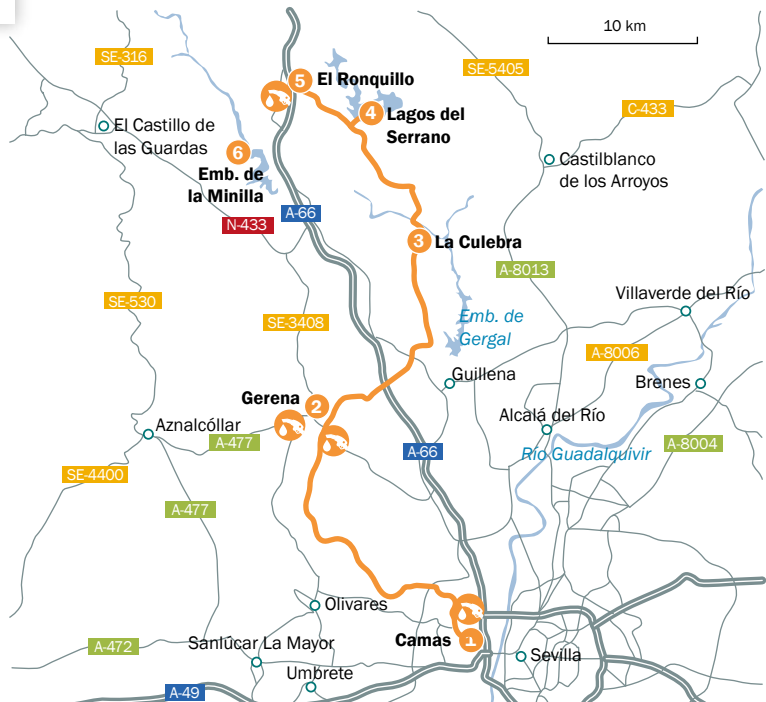 10 km
SE-316
5
El Ronquillo
SE-5405
C-433
4
Lagos del
Serrano
El Castillo de
las Guardas
6
Emb. de
la Minilla
Castilblanco
de los Arroyos
A-66
N-433
3
La Culebra
A-8013
SE-530
Villaverde del Río
SE-3408
Emb. de
Gergal
A-8006
Guillena
Brenes
Gerena
2
Alcalá del Río
Aznalcóllar
A-477
A-66
Río Guadalquivir
A-8004
SE-4400
A-477
Olivares
Camas
1
A-472
Sanlúcar La Mayor
Sevilla
Umbrete
A-49